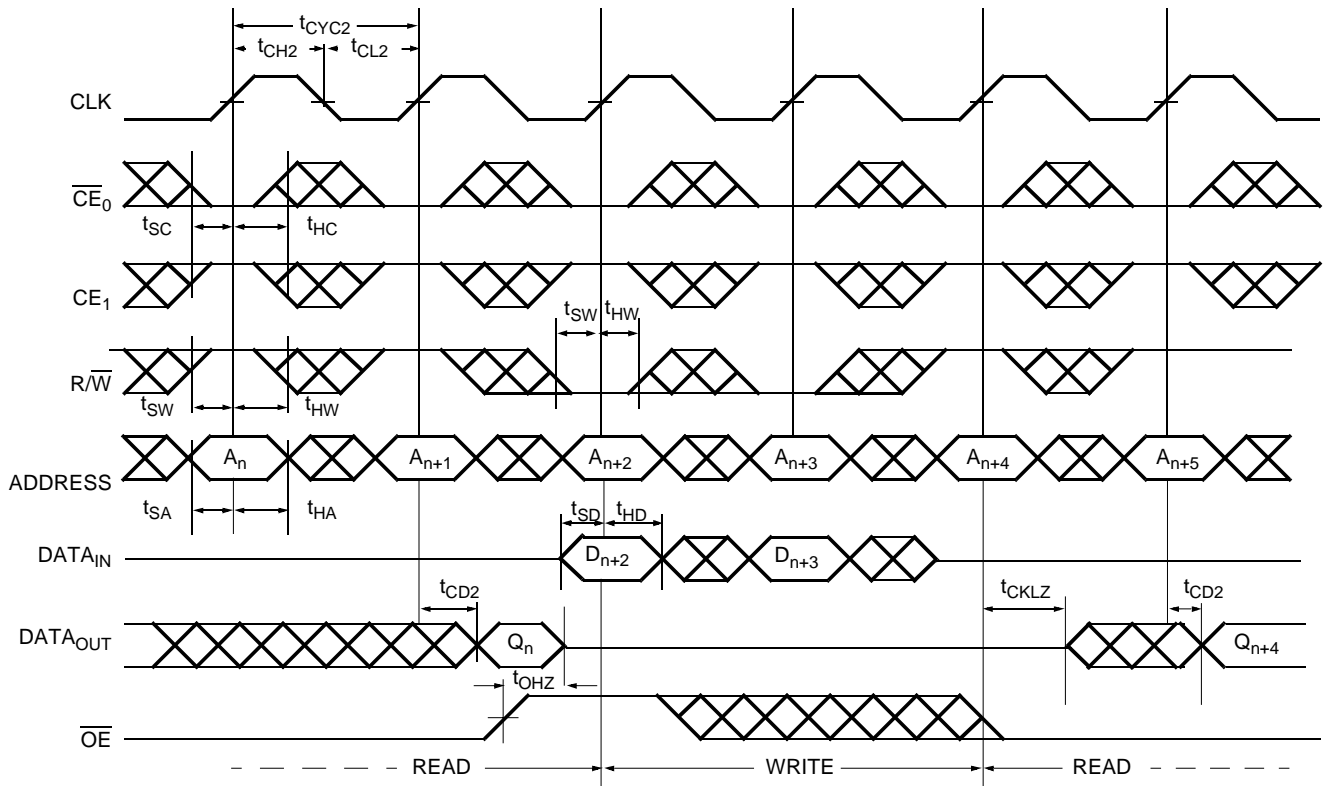 tCYC2
tCH2 tCL2
CLK
CE0
tSC tHC
CE1
tSW tHW
R/W
tSW tHW
An An+1 An+2 An+3 An+4 An+5
ADDRESS
tSA tHA tSD tHD
DATAIN Dn+2 Dn+3
tCD2 tCKLZ tCD2
DATAOUT Qn Qn+4
tOHZ
OE
READ WRITE READ